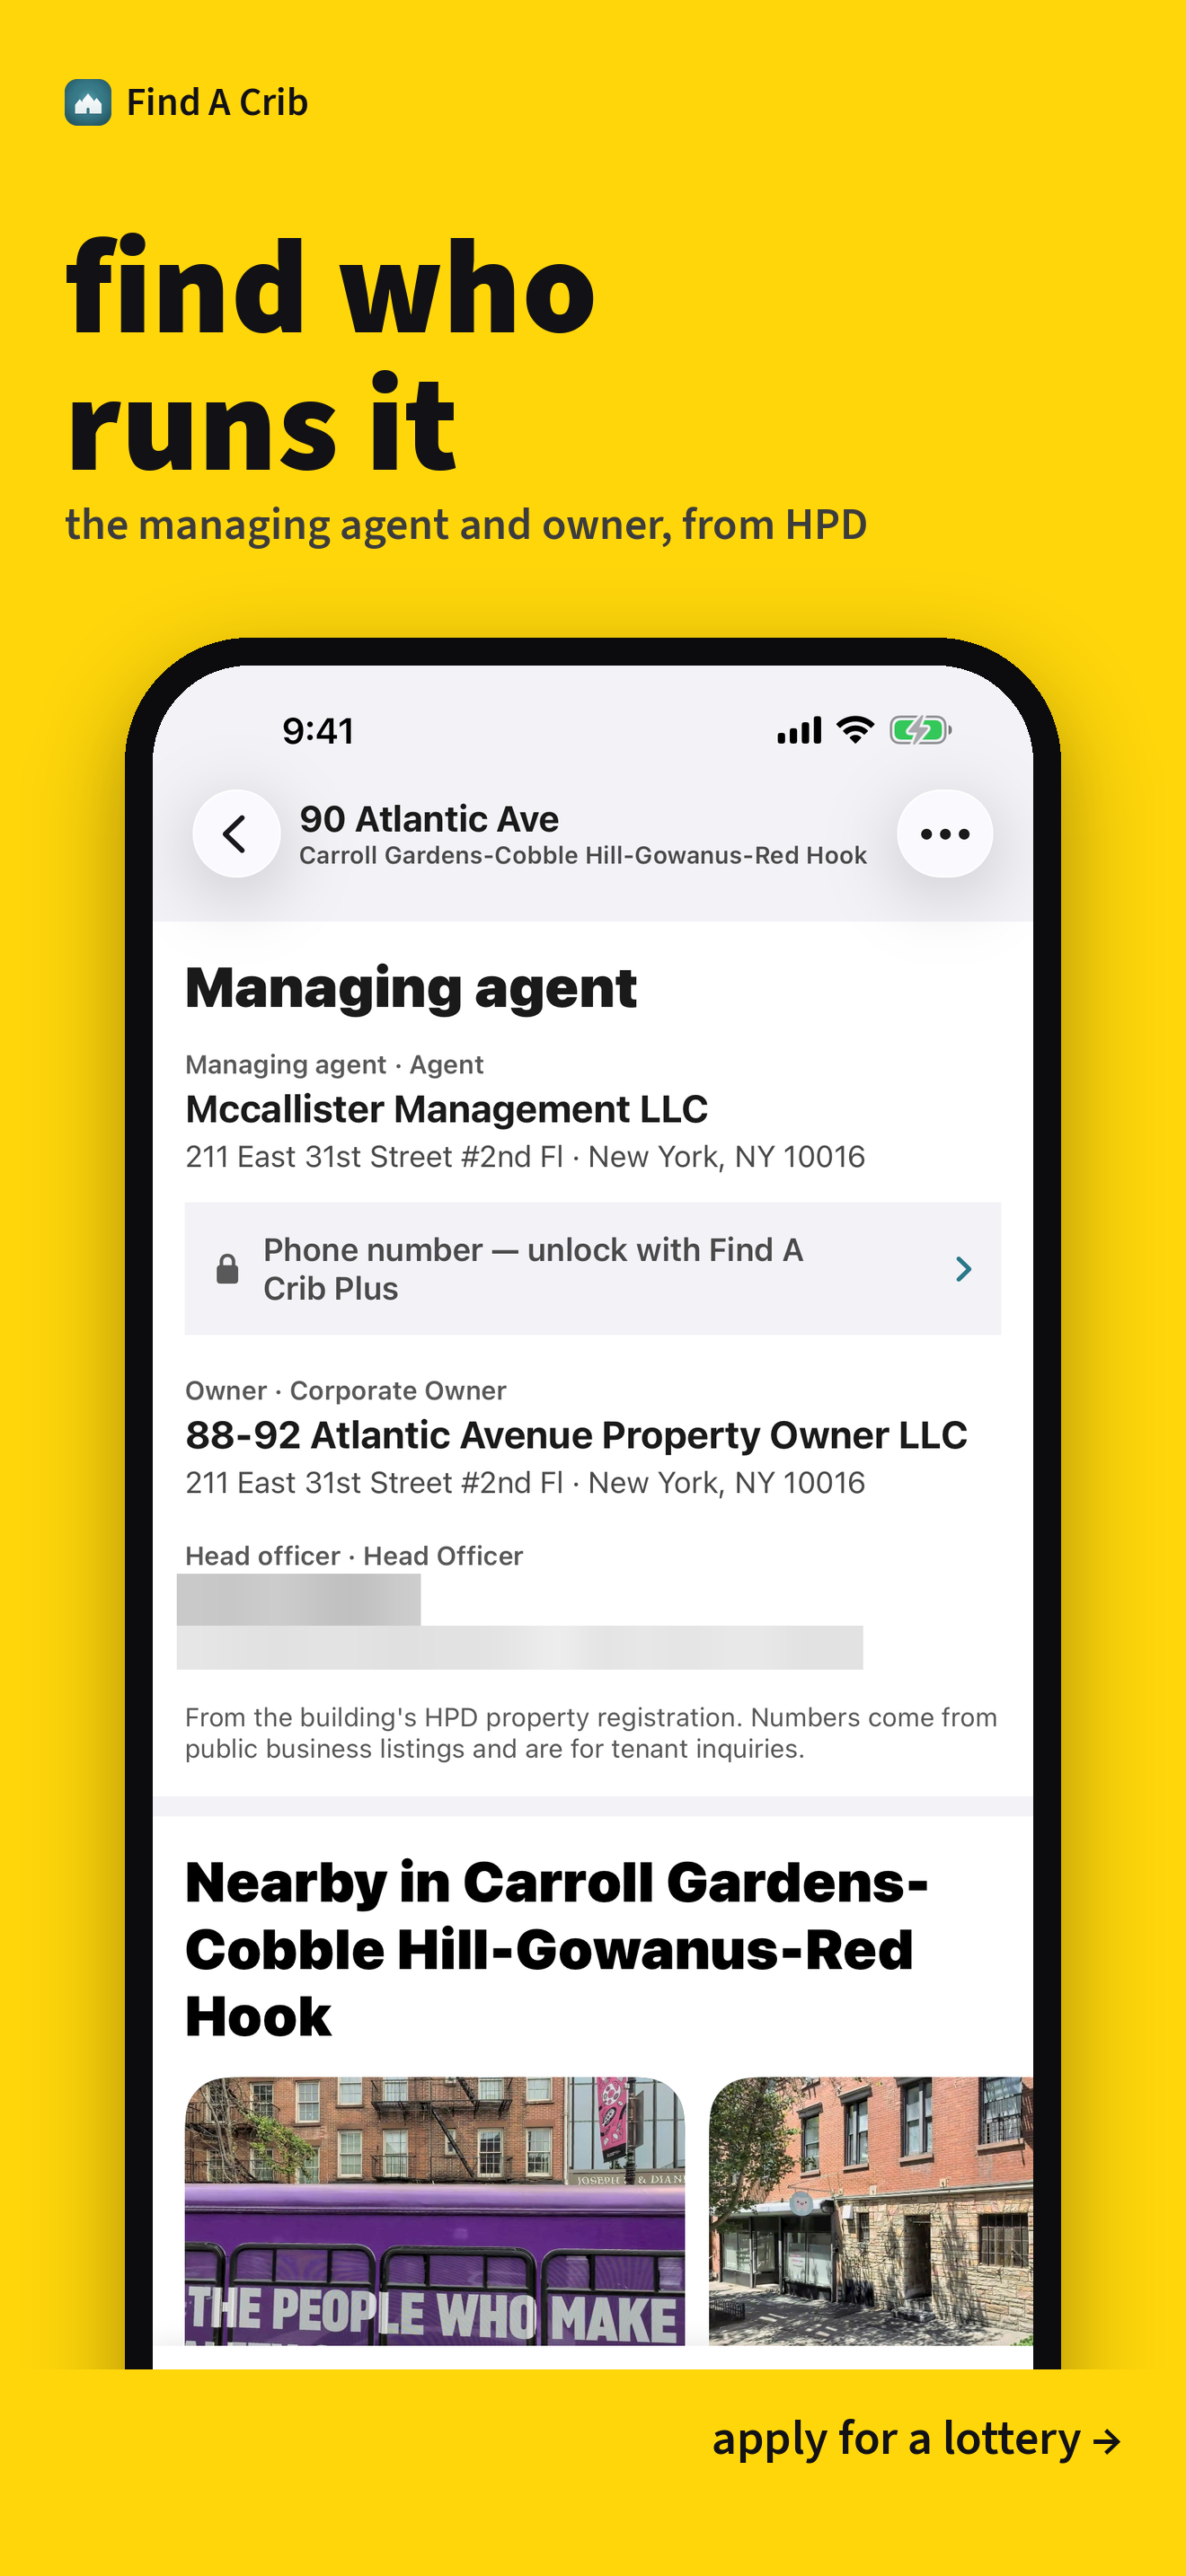 Find A Crib
find who
runs it
the managing agent and owner, from HPD
9:41
90 Atlantic Ave
Carroll Gardens-Cobble Hill-Gowanus-Red Hook
Managing agent
Managing agent · Agent
Mccallister Management LLC
211 East 31st Street #2nd Fl · New York, NY 10016
Phone number — unlock with Find A
Crib Plus
Owner · Corporate Owner
88-92 Atlantic Avenue Property Owner LLC
211 East 31st Street #2nd Fl · New York, NY 10016
Head officer · Head Officer
From the building's HPD property registration. Numbers come from
public business listings and are for tenant inquiries.
Nearby in Carroll Gardens-
Cobble Hill-Gowanus-Red
Hook
JOSEPH & DIAN
THE PEOPLE WHO MAKE
apply for a lottery →